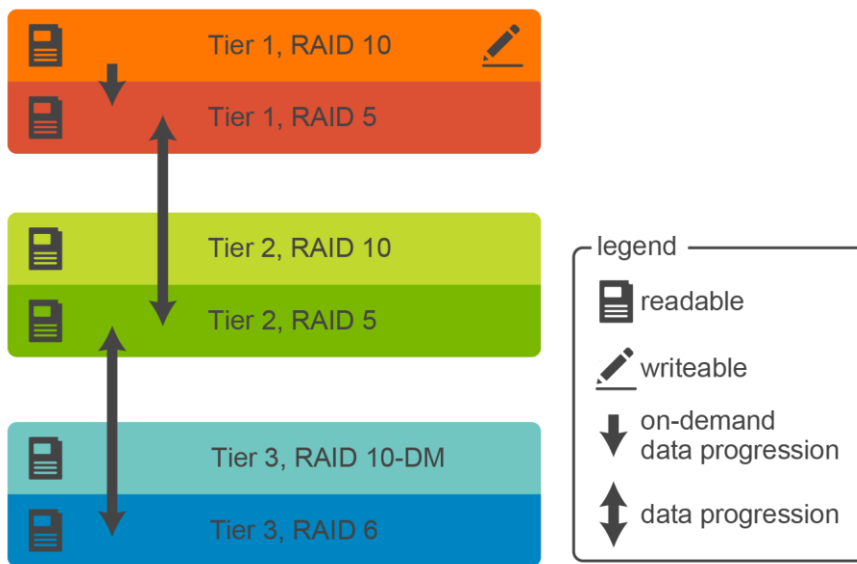 Tier 1, RAID 10
Tier 1, RAID 5
Tier 2, RAID 10
Tier 2, RAID 5
Tier 3, RAID 10-DM
Tier 3, RAID 6
legend
readable
writeable
on-demand
data progression
data progression